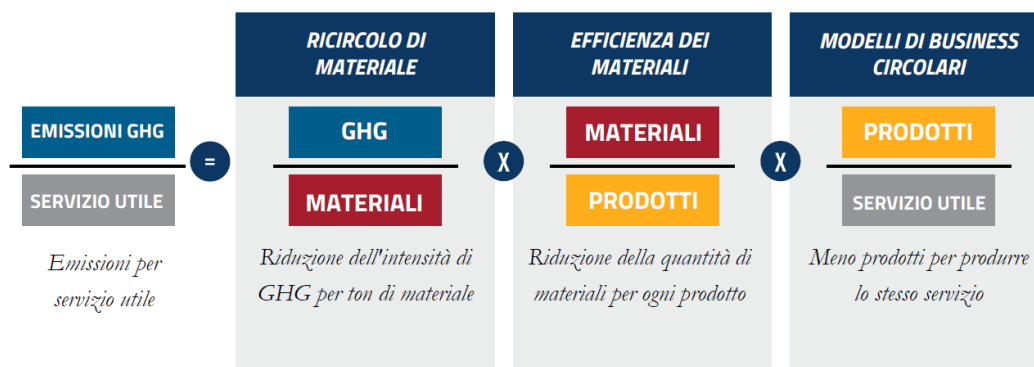 RICIRCOLO DI
MATERIALE
EFFICIENZA DEI
MATERIALI
MODELLI DI BUSINESS
CIRCOLARI
EMISSIONI GHG
SERVIZIO UTILE
=
GHG
MATERIALI
X
MATERIALI
PRODOTTI
X
PRODOTTI
SERVIZIO UTILE
Emissioni per
servizio utile
Riduzione dell'intensità di
GHG per ton di materiale
Riduzione della quantità di
materiali per ogni prodotto
Meno prodotti per produrre
lo stesso servizio